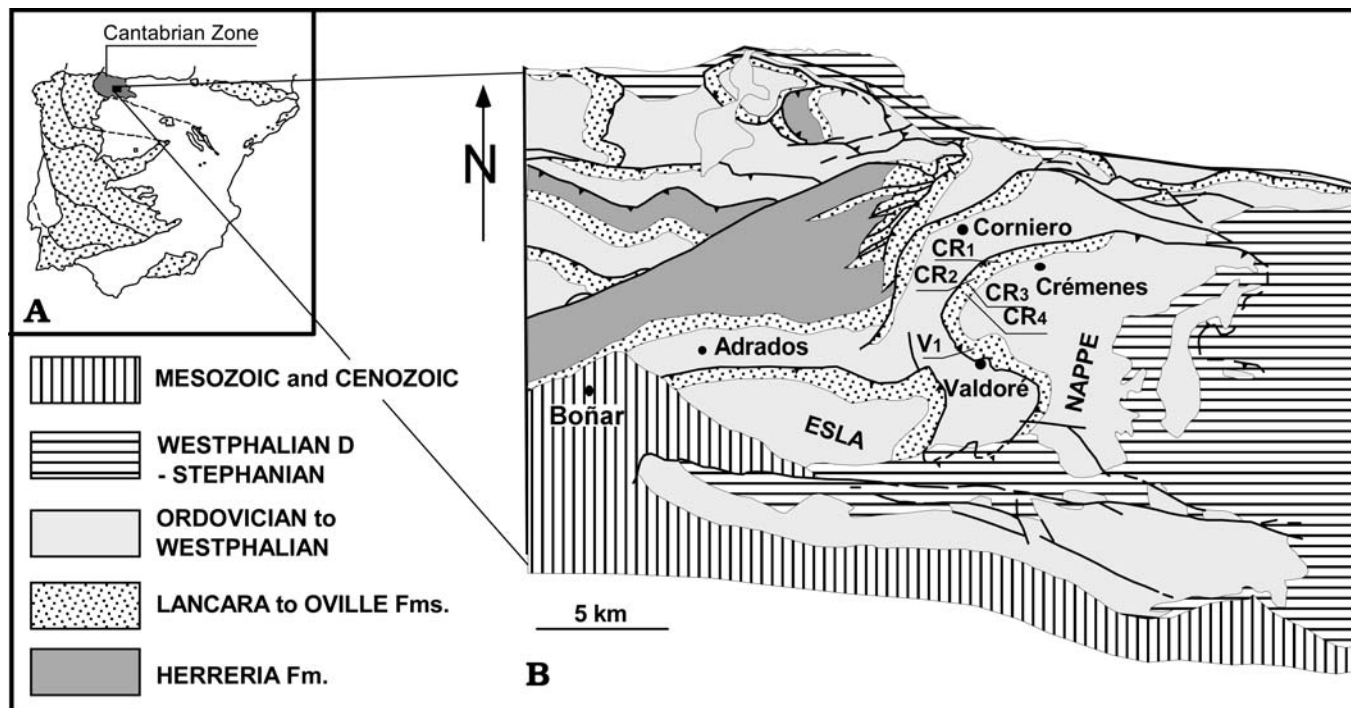 Cantabrian Zone
A
N
Corniero
CR1
CR2
CR3
CR4
Crémenes
V1
Adrados
Valdoré
NAPPE
Boñar
ESLA
MESOZOIC and CENOZOIC
WESTPHALIAN D
- STEPHANIAN
ORDOVICIAN to
WESTPHALIAN
LANCARA to OVILLE Fms.
HERRERIA Fm.
5 km
B